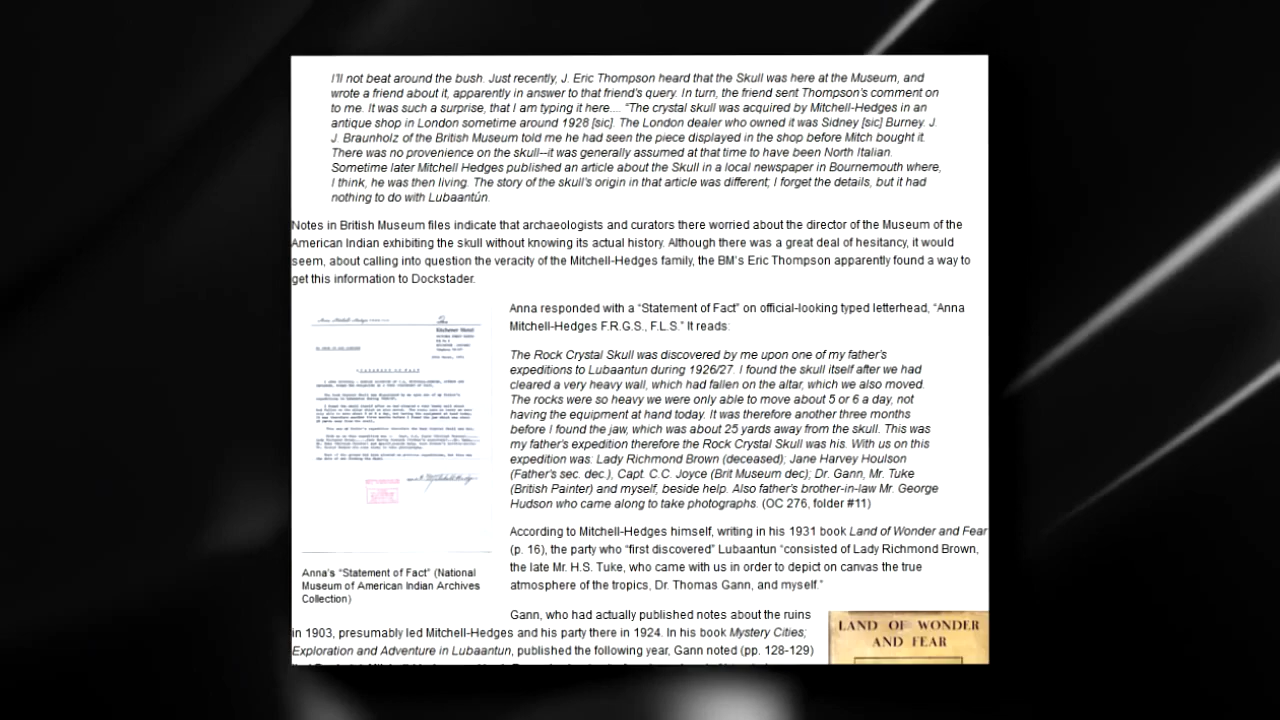 I'll not beat around the bush. Just recently, J. Eric Thompson heard that the Skull was here at the Museum, and
wrote a friend about it, apparently in answer to that friend's query. In turn, the friend sent Thompson's comment on
to me. It was such a surprise, that I am typing it here.... "The crystal skull was acquired by Mitchell-Hedges in an
antique shop in London sometime around 1928 [sic]. The London dealer who owned it was Sidney [sic] Burney. J.
J. Braunholz of the British Museum told me he had seen the piece displayed in the shop before Mitch bought it.
There was no provenience on the skull--it was generally assumed at that time to have been North Italian.
Sometime later Mitchell Hedges published an article about the Skull in a local newspaper in Bournemouth where,
I think, he was then living. The story of the skull's origin in that article was different; I forget the details, but it had
nothing to do with Lubaantún.
Notes in British Museum files indicate that archaeologists and curators there worried about the director of the Museum of the
American Indian exhibiting the skull without knowing its actual history. Although there was a great deal of hesitancy, it would
seem, about calling into question the veracity of the Mitchell-Hedges family, the BM's Eric Thompson apparently found a way to
get this information to Dockstader.
Anna responded with a "Statement of Fact" on official-looking typed letterhead, "Anna
Mitchell-Hedges F.R.G.S., F.L.S." It reads:
The Rock Crystal Skull was discovered by me upon one of my father's
expeditions to Lubaantun during 1926/27. I found the skull itself after we had
cleared a very heavy wall, which had fallen on the altar, which we also moved.
The rocks were so heavy we were only able to move about 6 a day, not
having the equipment at hand today. It was therefore another three months
before I found the jaw, which was about 25 yards from the skull. This was
Father's expedition therefore the Rock Crystal Skull was his. With us on this
expedition was: Lady Richmond Brown (deceased); Jane Harvey Houlson
(Father's sec. dec.), Capt. C.C. Joyce (Brit Museum dec); Dr. Gann, Mr. Tuke
(British Painter) and myself, beside help. Also father's brother-in-law Mr. George
Hudson who came along to take photographs. (OC 276, folder #11)
Anna's "Statement of Fact" (National
Museum of American Indian Archives
Collection)
According to Mitchell-Hedges himself, writing in his 1931 book Land of Wonder and Fear
(p. 16), the party who "first discovered" Lubaantun "consisted of Lady Richmond Brown,
the late Mr. H.S. Tuke, who came with us in order to depict on canvas the true
atmosphere of the tropics, Dr. Thomas Gann, and myself."
Gann, who had actually published notes about the ruins
in 1903, presumably led Mitchell-Hedges and his party there in 1924. In his book Mystery Cities;
Exploration and Adventure in Lubaantun, published the following year, Gann noted (pp. 128-129)
LAND OF WONDER
AND FEAR